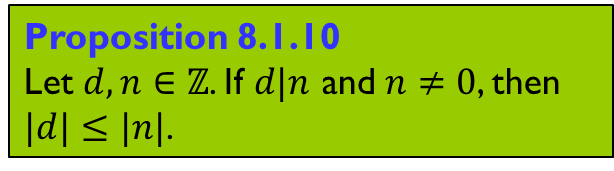 Proposition 8.1.10
Let 𝑑, 𝑛 ∈ ℤ. If 𝑑|𝑛 and 𝑛 ≠ 0, then
|𝑑| ≤ |𝑛|.